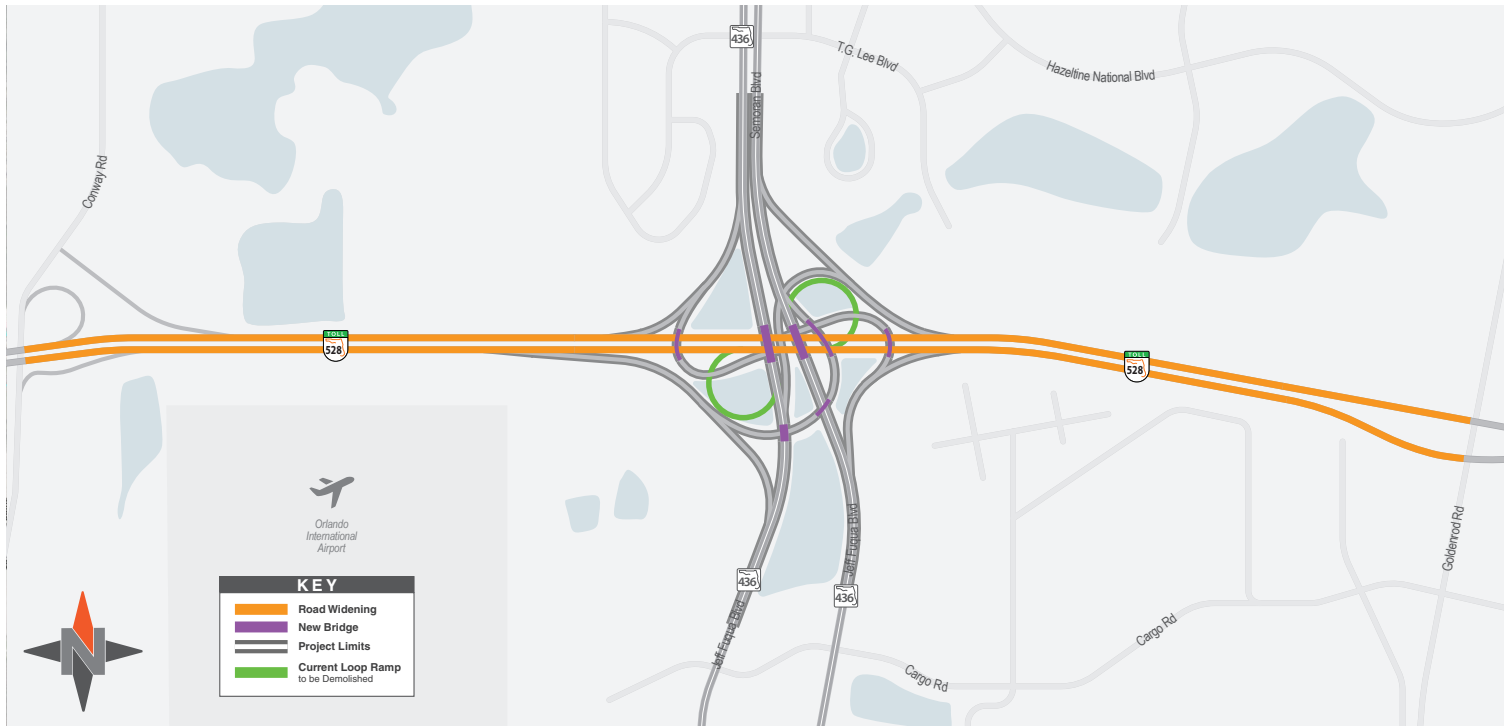 436
T.G. Lee Blvd
Hazeltine National Blvd
Semoran Blvd
Conway Rd
TOLL
528
TOLL
528
Orlando
International
Airport
Goldenrod Rd
Jeff Fuqua Blvd
436
436
Jeff Fuqua Blvd
Cargo Rd
Cargo Rd
KEY
Road Widening
New Bridge
Project Limits
Current Loop Ramp
to be Demolished
N